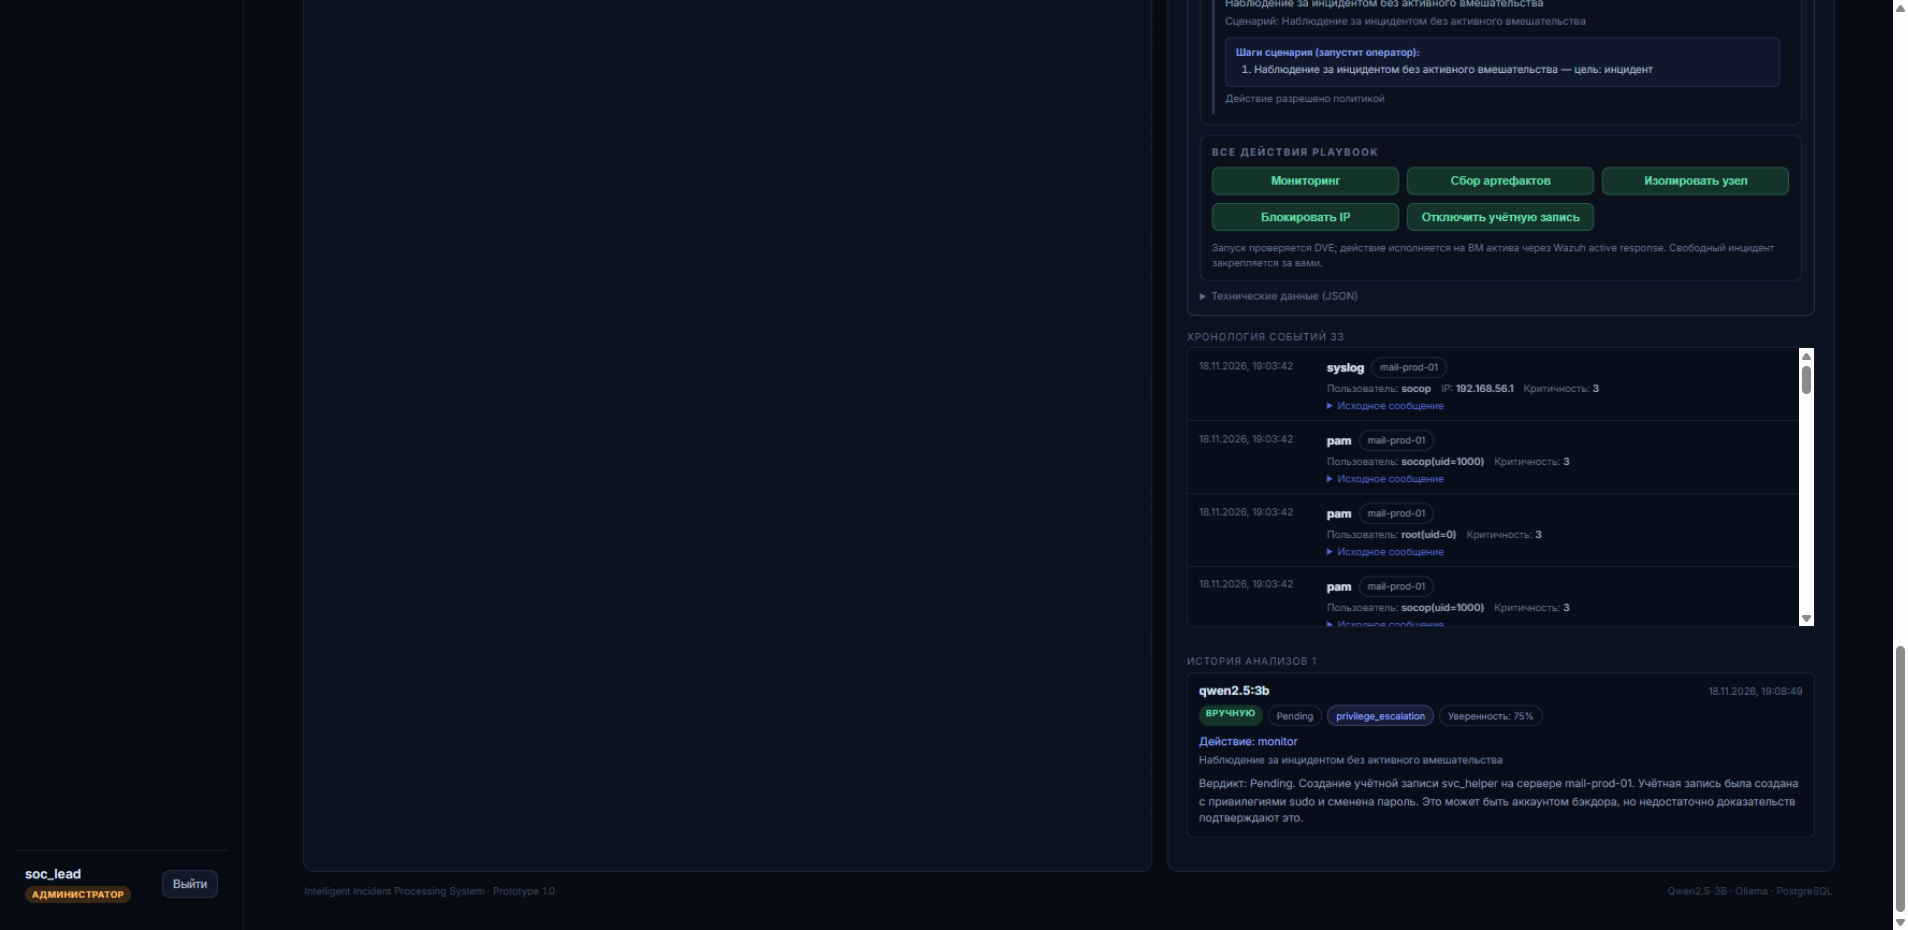 Наблюдение за инцидентом без активного вмешательства
Сценарий: Наблюдение за инцидентом без активного вмешательства
Шаги сценария (запустит оператор):
1. Наблюдение за инцидентом без активного вмешательства — цель: инцидент
Действие разрешено политикой
ВСЕ ДЕЙСТВИЯ PLAYBOOK
Мониторинг Сбор артефактов Изолировать узел
Блокировать IP Отключить учётную запись
Запуск проверяется DVE; действие исполняется на ВМ актива через Wazuh active response. Свободный инцидент
закрепляется за вами.
▶ Технические данные (JSON)
ХРОНОЛОГИЯ СОБЫТИЙ 33
18.11.2026, 19:03:42 syslog mail-prod-01
Пользователь: socop IP: 192.168.56.1 Критичность: 3
▶ Исходное сообщение
18.11.2026, 19:03:42 pam mail-prod-01
Пользователь: socop(uid=1000) Критичность: 3
▶ Исходное сообщение
18.11.2026, 19:03:42 pam mail-prod-01
Пользователь: root(uid=0) Критичность: 3
▶ Исходное сообщение
18.11.2026, 19:03:42 pam mail-prod-01
Пользователь: socop(uid=1000) Критичность: 3
▶ Исходное сообщение
ИСТОРИЯ АНАЛИЗОВ 1
qwen2.5:3b 18.11.2026, 19:08:49
ВРУЧНУЮ Pending privilege_escalation Уверенность: 75%
Действие: monitor
Наблюдение за инцидентом без активного вмешательства
Вердикт: Pending. Создание учётной записи svc_helper на сервере mail-prod-01. Учётная запись была создана
с привилегиями sudo и сменена пароль. Это может быть аккаунтом бэкдора, но недостаточно доказательств
подтверждают это.
soc_lead
АДМИНИСТРАТОР
Выйти
Intelligent Incident Processing System · Prototype 1.0
Qwen2.5-3B · Ollama · PostgreSQL